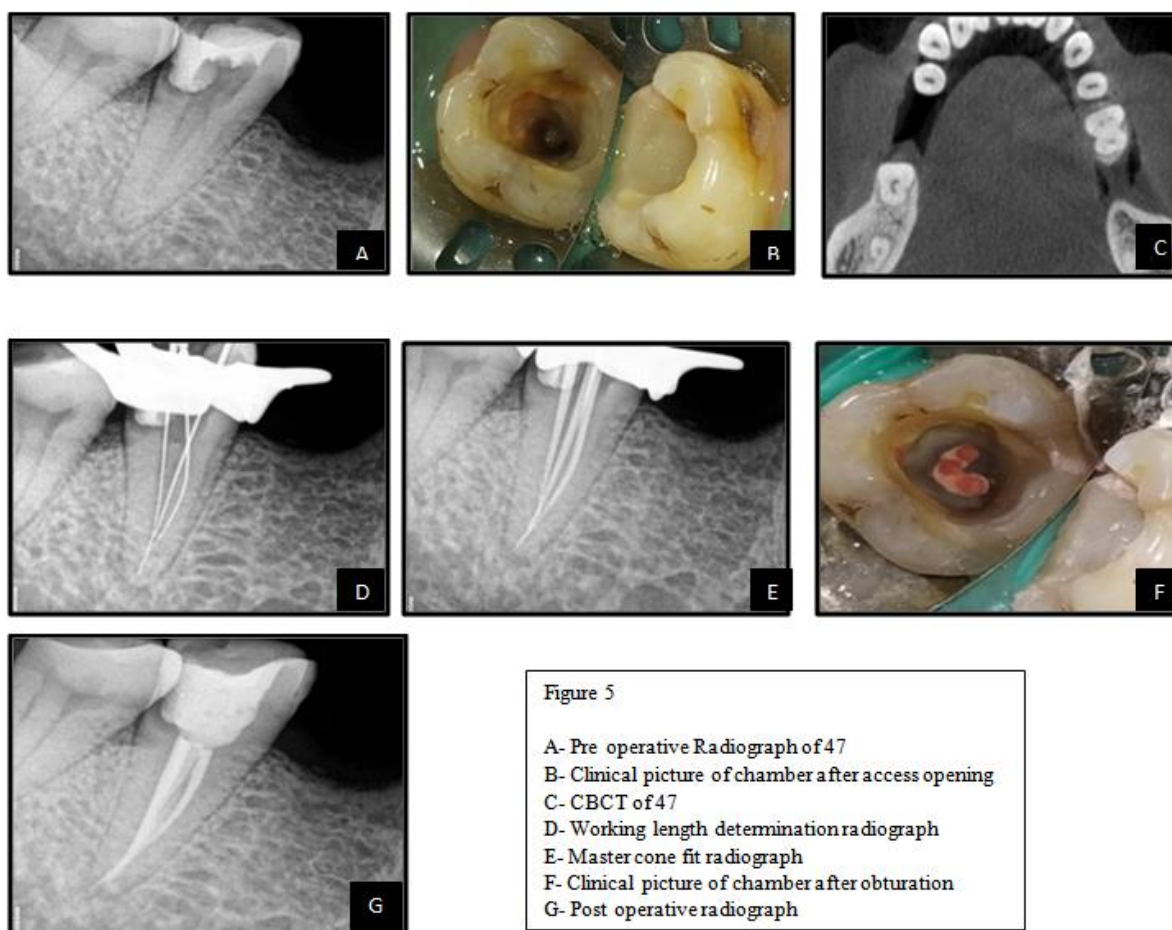 A
B
C
D
E
F
G
Figure 5
A- Pre operative Radiograph of 47
B- Clinical picture of chamber after access opening
C- CBCT of 47
D- Working length determination radiograph
E- Master cone fit radiograph
F- Clinical picture of chamber after obturation
G- Post operative radiograph